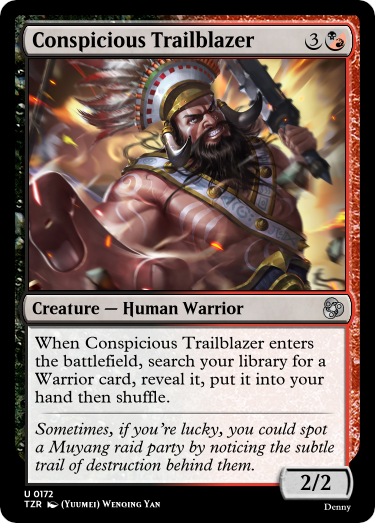 Conspicious Trailblazer 3
Creature — Human Warrior
When Conspicious Trailblazer enters
the battlefield, search your library for a
Warrior card, reveal it, put it into your
hand then shuffle.
Sometimes, if you're lucky, you could spot
a Muyang raid party by noticing the subtle
trail of destruction behind them.
2/2
U 0172
TZR (Yuumei) Wenqing Yan
Denny